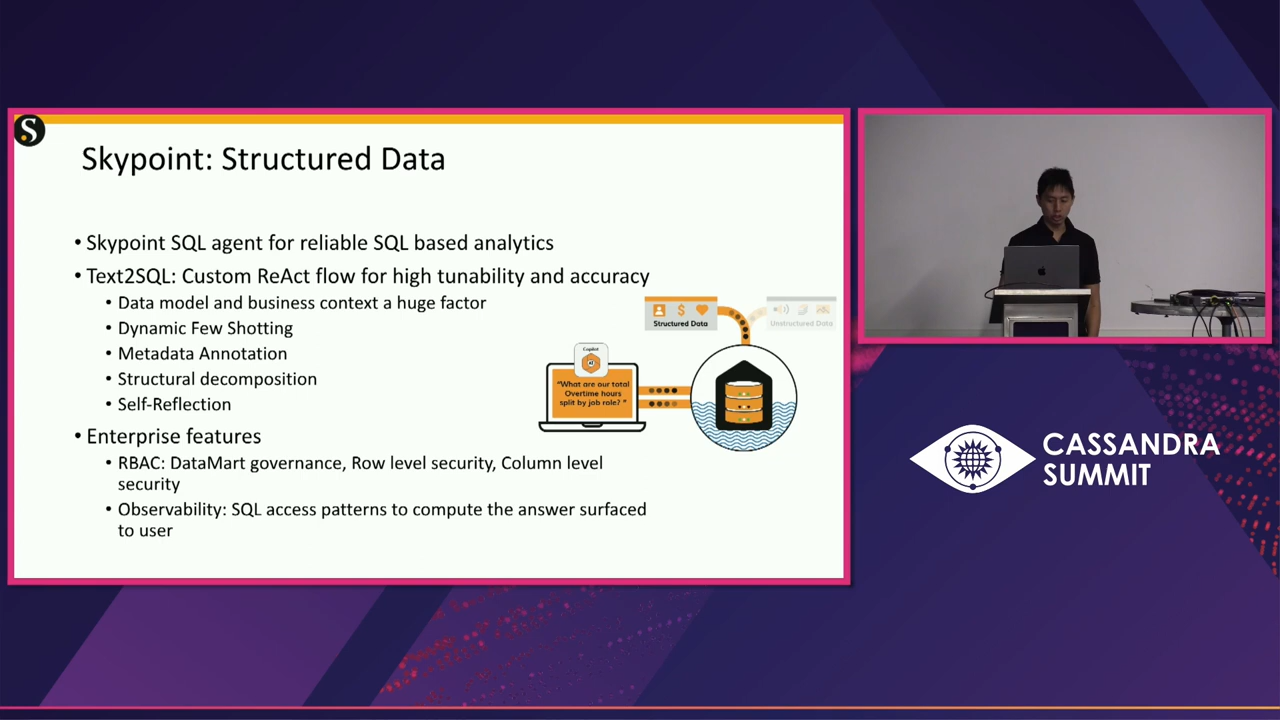 S
Skypoint: Structured Data
• Skypoint SQL agent for reliable SQL based analytics
• Text2SQL: Custom ReAct flow for high tunability and accuracy
• Data model and business context a huge factor
• Dynamic Few Shotting
• Metadata Annotation
• Structural decomposition
• Self-Reflection
• Enterprise features
• RBAC: DataMart governance, Row level security, Column level
security
• Observability: SQL access patterns to compute the answer surfaced
to user
Structured Data
Unstructured Data
Copilot
"What are our total
Overtime hours
split by job role? "
CASSANDRA
SUMMIT